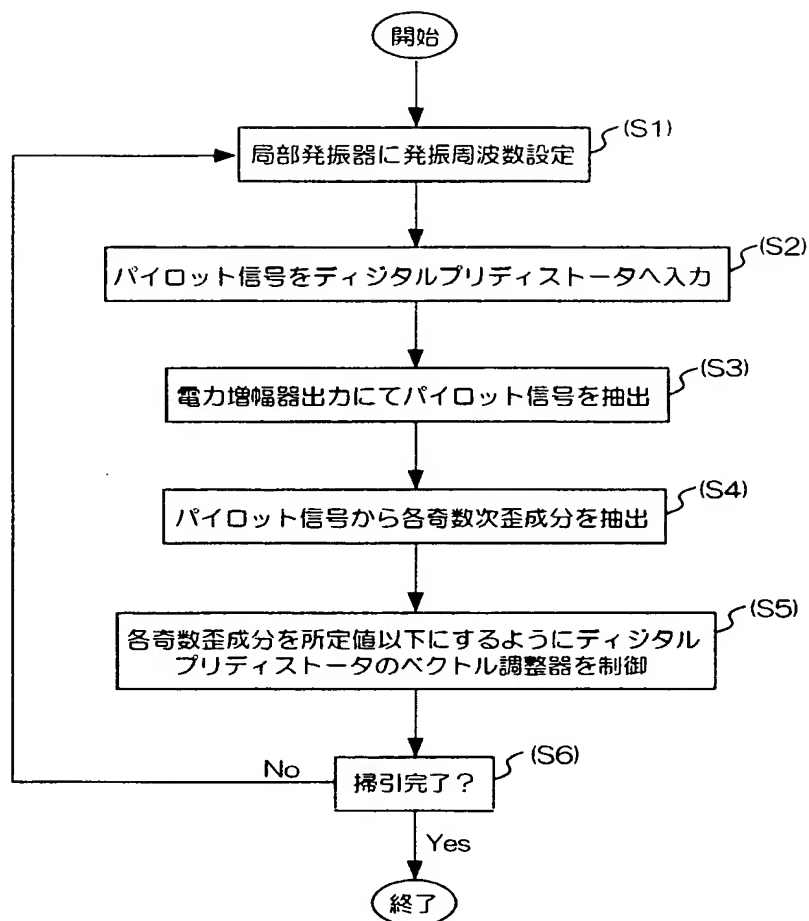 開始
局部発振器に発振周波数設定
(S1)
パイロット信号をディジタルプリディストータへ入力
(S2)
電力増幅器出力にてパイロット信号を抽出
(S3)
パイロット信号から各奇数次歪成分を抽出
(S4)
各奇数歪成分を所定値以下にするようにディジタル
プリディストータのベクトル調整器を制御
(S5)
掃引完了?
(S6)
No
Yes
終了